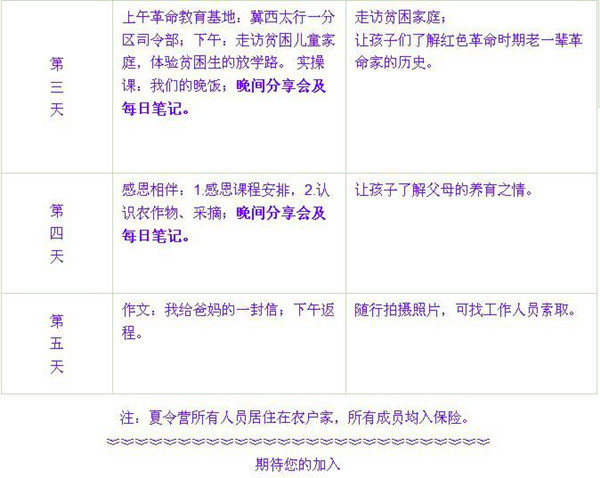 第
三
天
上午革命教育基地：冀西太行一分
区司令部；下午：走访贫困儿童家
庭，体验贫困生的放学路。 实操
课：我们的晚饭；晚间分享会及
每日笔记。
走访贫困家庭；
让孩子们了解红色革命时期老一辈革
命家的历史。
第
四
天
感恩相伴：1.感恩课程安排，2.认
识农作物、采摘；晚间分享会及
每日笔记。
让孩子了解父母的养育之情。
第
五
天
作文：我给爸妈的一封信；下午返
程。
随行拍摄照片，可找工作人员索取。
注：夏令营所有人员居住在农户家，所有成员均入保险。
期待您的加入